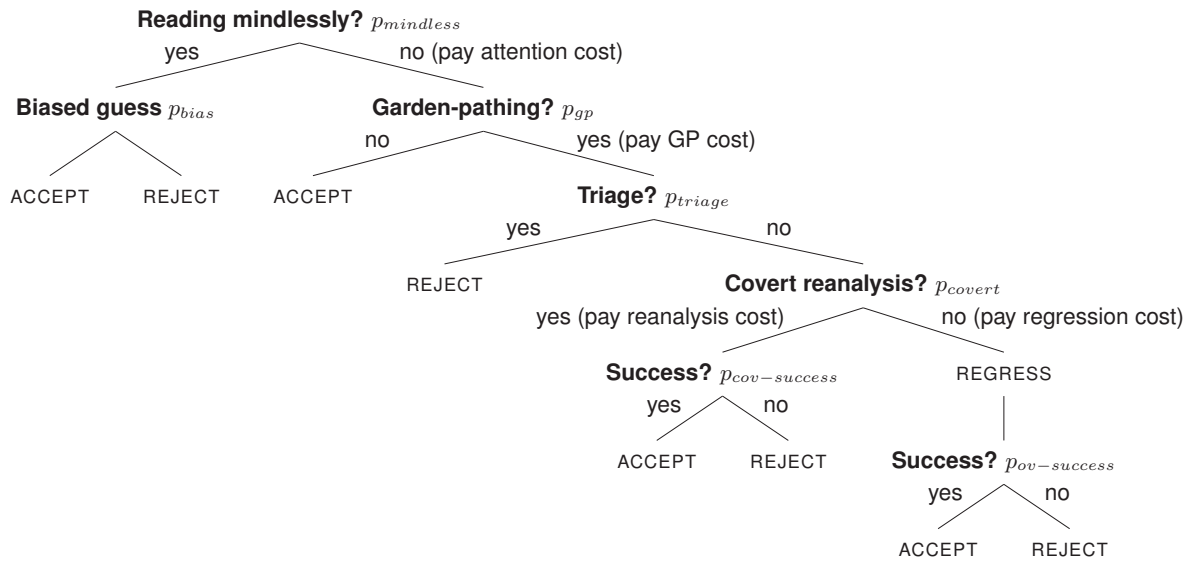 Reading mindlessly? p_mindless
yes no (pay attention cost)
Biased guess p_bias Garden-pathing? p_gp
no yes (pay GP cost)
ACCEPT REJECT ACCEPT Triage? p_triage
yes no
REJECT Covert reanalysis? p_covert
yes (pay reanalysis cost) no (pay regression cost)
Success? p_cov−success REGRESS
yes no
ACCEPT REJECT Success? p_ov−success
yes no
ACCEPT REJECT